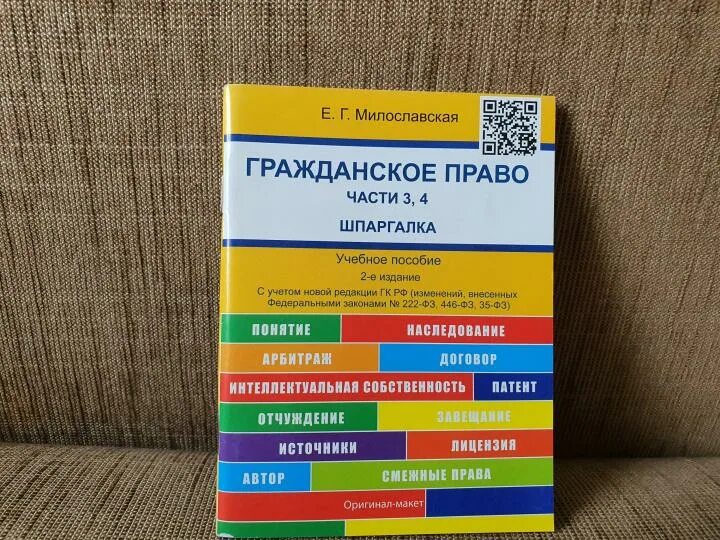 Е. Г. Милославская
ГРАЖДАНСКОЕ ПРАВО
ЧАСТИ 3, 4
ШПАРГАЛКА
Учебное пособие
2-е издание
С учетом новой редакции ГК РФ (изменений, внесенных
Федеральными законами № 222-ФЗ, 446-ФЗ, 35-ФЗ)
ПОНЯТИЕ НАСЛЕДОВАНИЕ
АРБИТРАЖ ДОГОВОР
ИНТЕЛЛЕКТУАЛЬНАЯ СОБСТВЕННОСТЬ ПАТЕНТ
ОТЧУЖДЕНИЕ ЗАВЕЩАНИЕ
ИСТОЧНИКИ ЛИЦЕНЗИЯ
АВТОР СМЕЖНЫЕ ПРАВА
Оригинал-макет